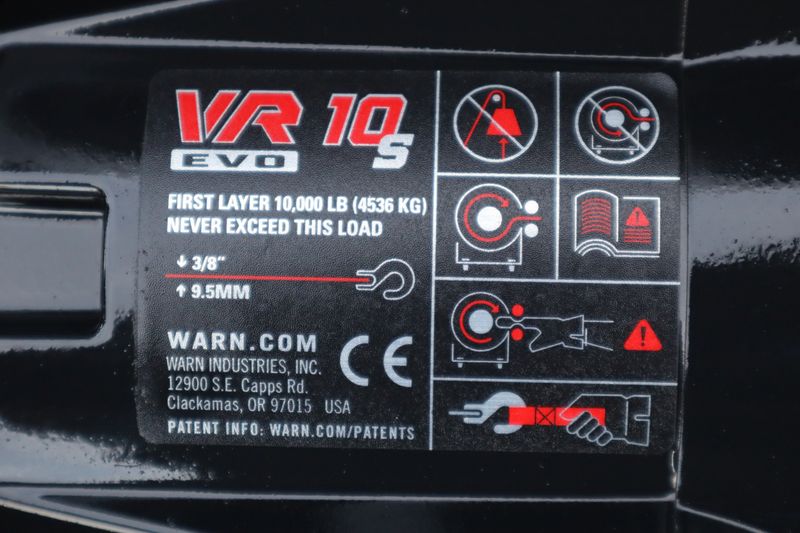 VR 10
EVO S
FIRST LAYER 10,000 LB (4536 KG)
NEVER EXCEED THIS LOAD
↓ 3/8"
↑ 9.5MM
WARN.COM
WARN INDUSTRIES, INC.
12900 S.E. Capps Rd.
Clackamas, OR 97015 USA
CE
PATENT INFO: WARN.COM/PATENTS